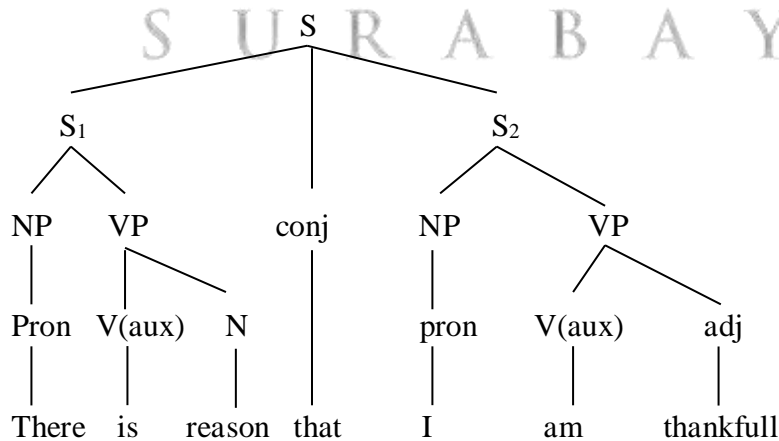 S
S U R A B A Y
S₁ S₂
NP VP conj NP VP
Pron V(aux) N pron V(aux) adj
There is reason that I am thankfull